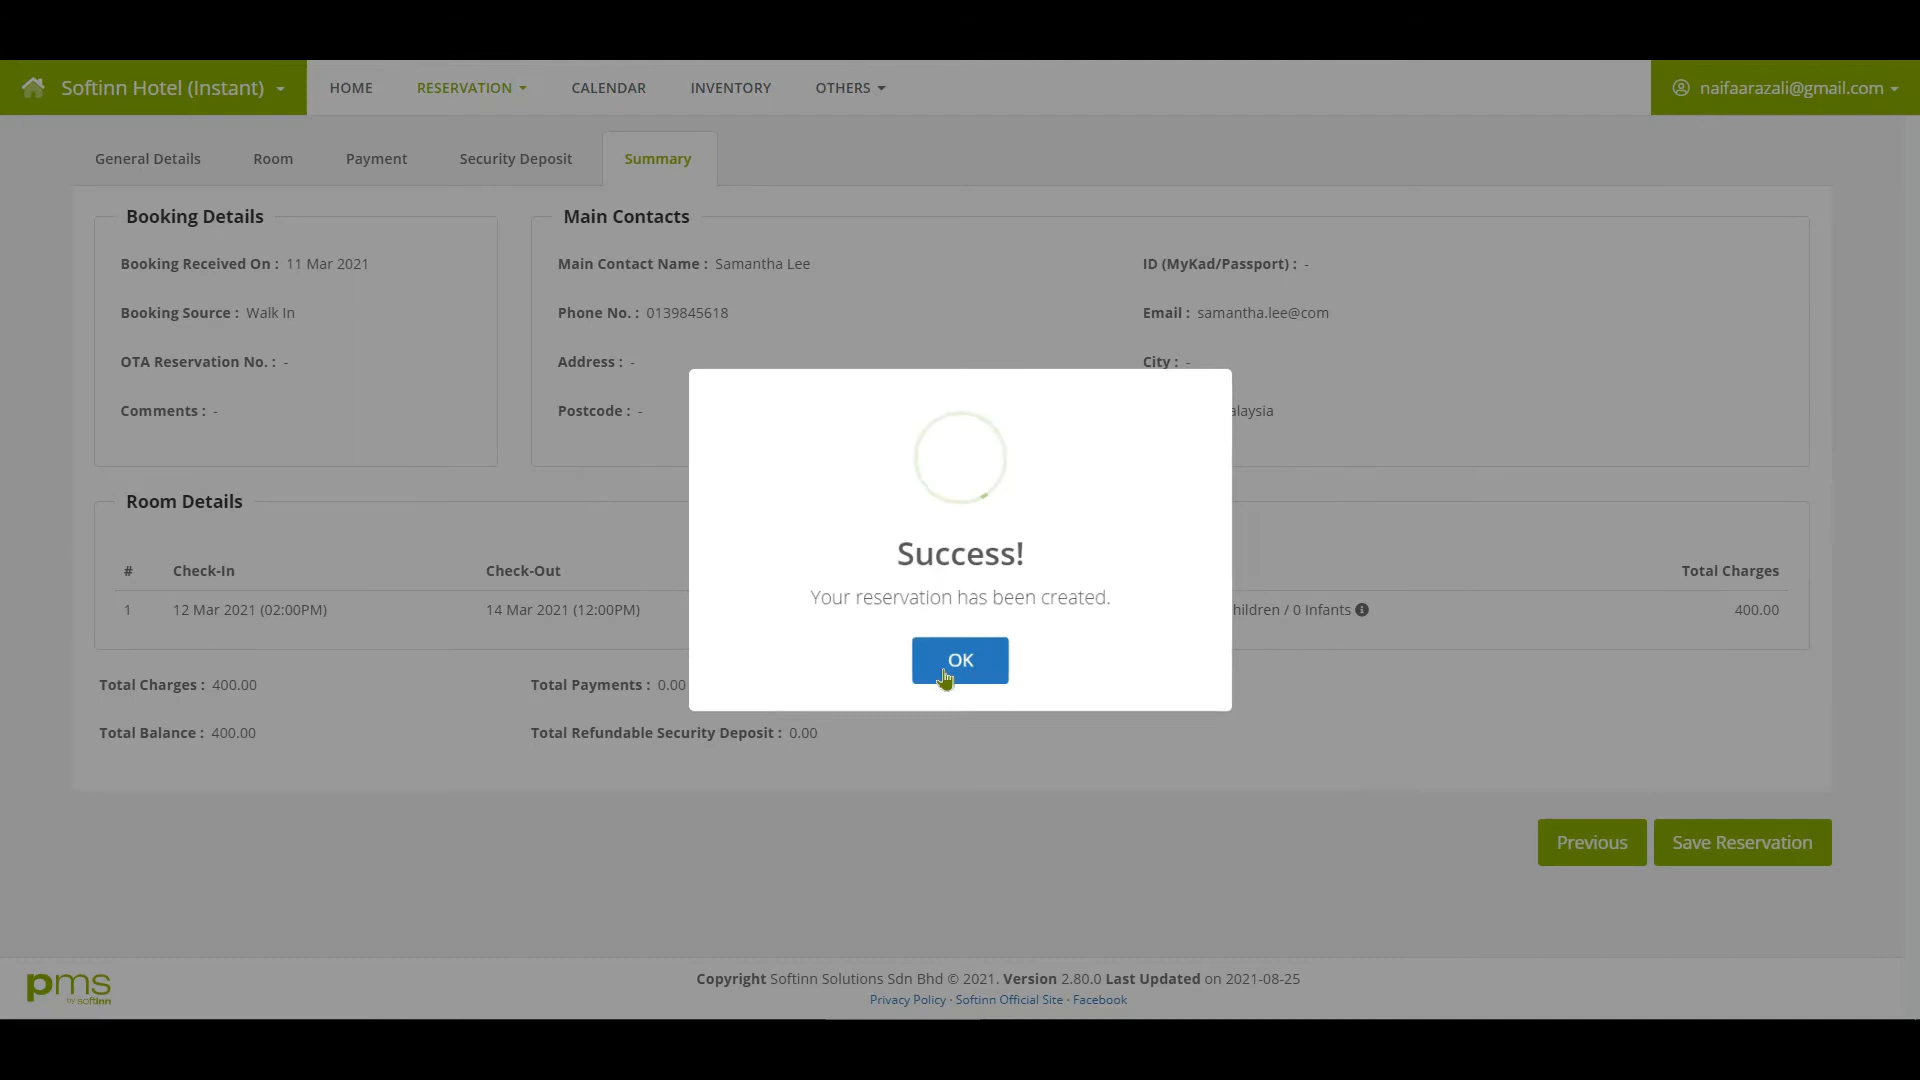 Softinn Hotel (Instant)
HOME
RESERVATION
CALENDAR
INVENTORY
OTHERS
naifaarazali@gmail.com
General Details
Room
Payment
Security Deposit
Summary
Booking Details
Booking Received On : 11 Mar 2021
Booking Source : Walk In
OTA Reservation No. : -
Comments : -
Main Contacts
Main Contact Name : Samantha Lee
ID (MyKad/Passport) : -
Phone No. : 0139845618
Email : samantha.lee@com
Address : -
City : -
Postcode : -
alaysia
Success!
Your reservation has been created.
OK
Room Details
# Check-In Check-Out Total Charges
1 12 Mar 2021 (02:00PM) 14 Mar 2021 (12:00PM) hildren / 0 Infants 400.00
Total Charges : 400.00
Total Payments : 0.00
Total Balance : 400.00
Total Refundable Security Deposit : 0.00
Previous
Save Reservation
pms
by softinn
Copyright Softinn Solutions Sdn Bhd © 2021. Version 2.80.0 Last Updated on 2021-08-25
Privacy Policy · Softinn Official Site · Facebook